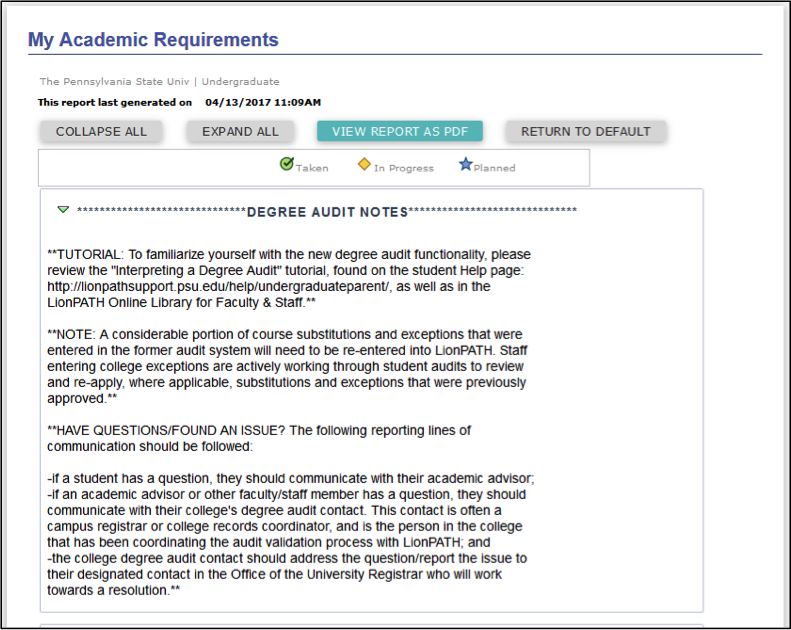 My Academic Requirements
The Pennsylvania State Univ | Undergraduate
This report last generated on 04/13/2017 11:09AM
COLLAPSE ALL EXPAND ALL VIEW REPORT AS PDF RETURN TO DEFAULT
Taken In Progress Planned
******************************DEGREE AUDIT NOTES******************************
**TUTORIAL: To familiarize yourself with the new degree audit functionality, please
review the "Interpreting a Degree Audit" tutorial, found on the student Help page:
http://lionpathsupport.psu.edu/help/undergraduateparent/, as well as in the
LionPATH Online Library for Faculty & Staff.**
**NOTE: A considerable portion of course substitutions and exceptions that were
entered in the former audit system will need to be re-entered into LionPATH. Staff
entering college exceptions are actively working through student audits to review
and re-apply, where applicable, substitutions and exceptions that were previously
approved.**
**HAVE QUESTIONS/FOUND AN ISSUE? The following reporting lines of
communication should be followed:
-if a student has a question, they should communicate with their academic advisor;
-if an academic advisor or other faculty/staff member has a question, they should
communicate with their college's degree audit contact. This contact is often a
campus registrar or college records coordinator, and is the person in the college
that has been coordinating the audit validation process with LionPATH; and
-the college degree audit contact should address the question/report the issue to
their designated contact in the Office of the University Registrar who will work
towards a resolution.**